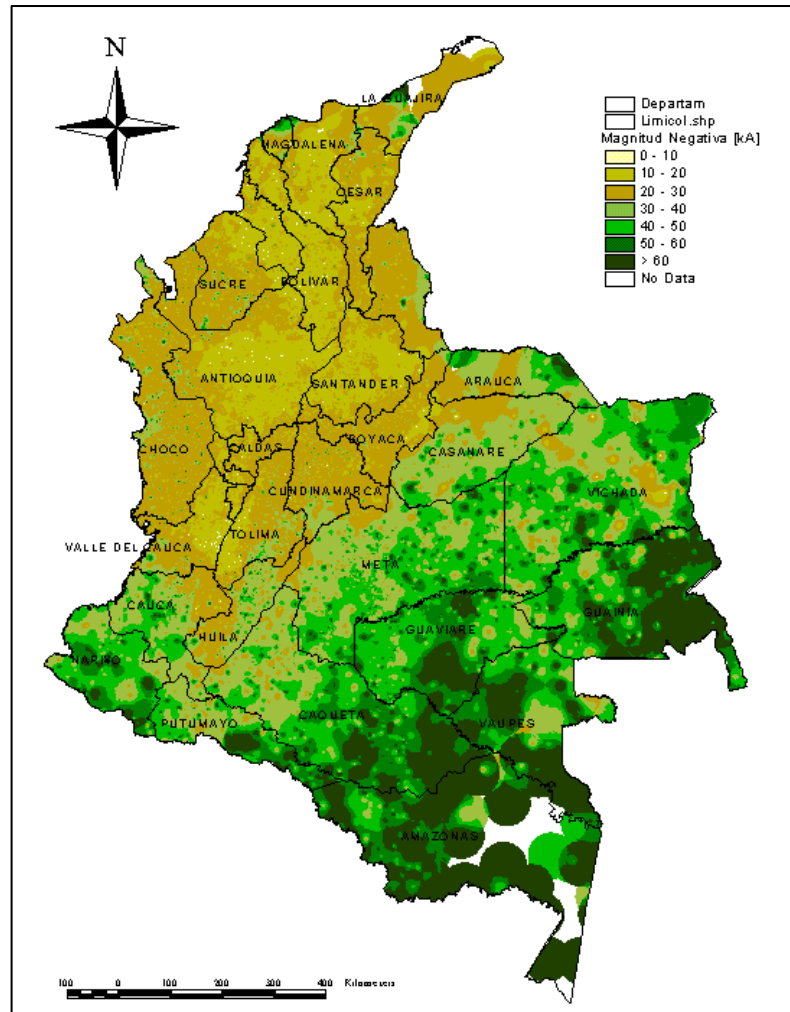 N
LA GUAJIRA
MAGDALENA
CESAR
SUCRE
BOLIVAR
ANTIOQUIA
SANTANDER
ARAUCA
CHOCO
CALDAS
BOYACA
CASANARE
CUNDINAMARCA
VICHADA
TOLIMA
VALLE DEL CAUCA
META
CAUCA
GUAINIA
HUILA
GUAVIARE
NARIÑO
CAQUETA
VAUPES
PUTUMAYO
AMAZONAS
Departam
Limicol.shp
Magnitud Negativa [kA]
0 - 10
10 - 20
20 - 30
30 - 40
40 - 50
50 - 60
> 60
No Data
100 0 100 200 300 400 Kilometers